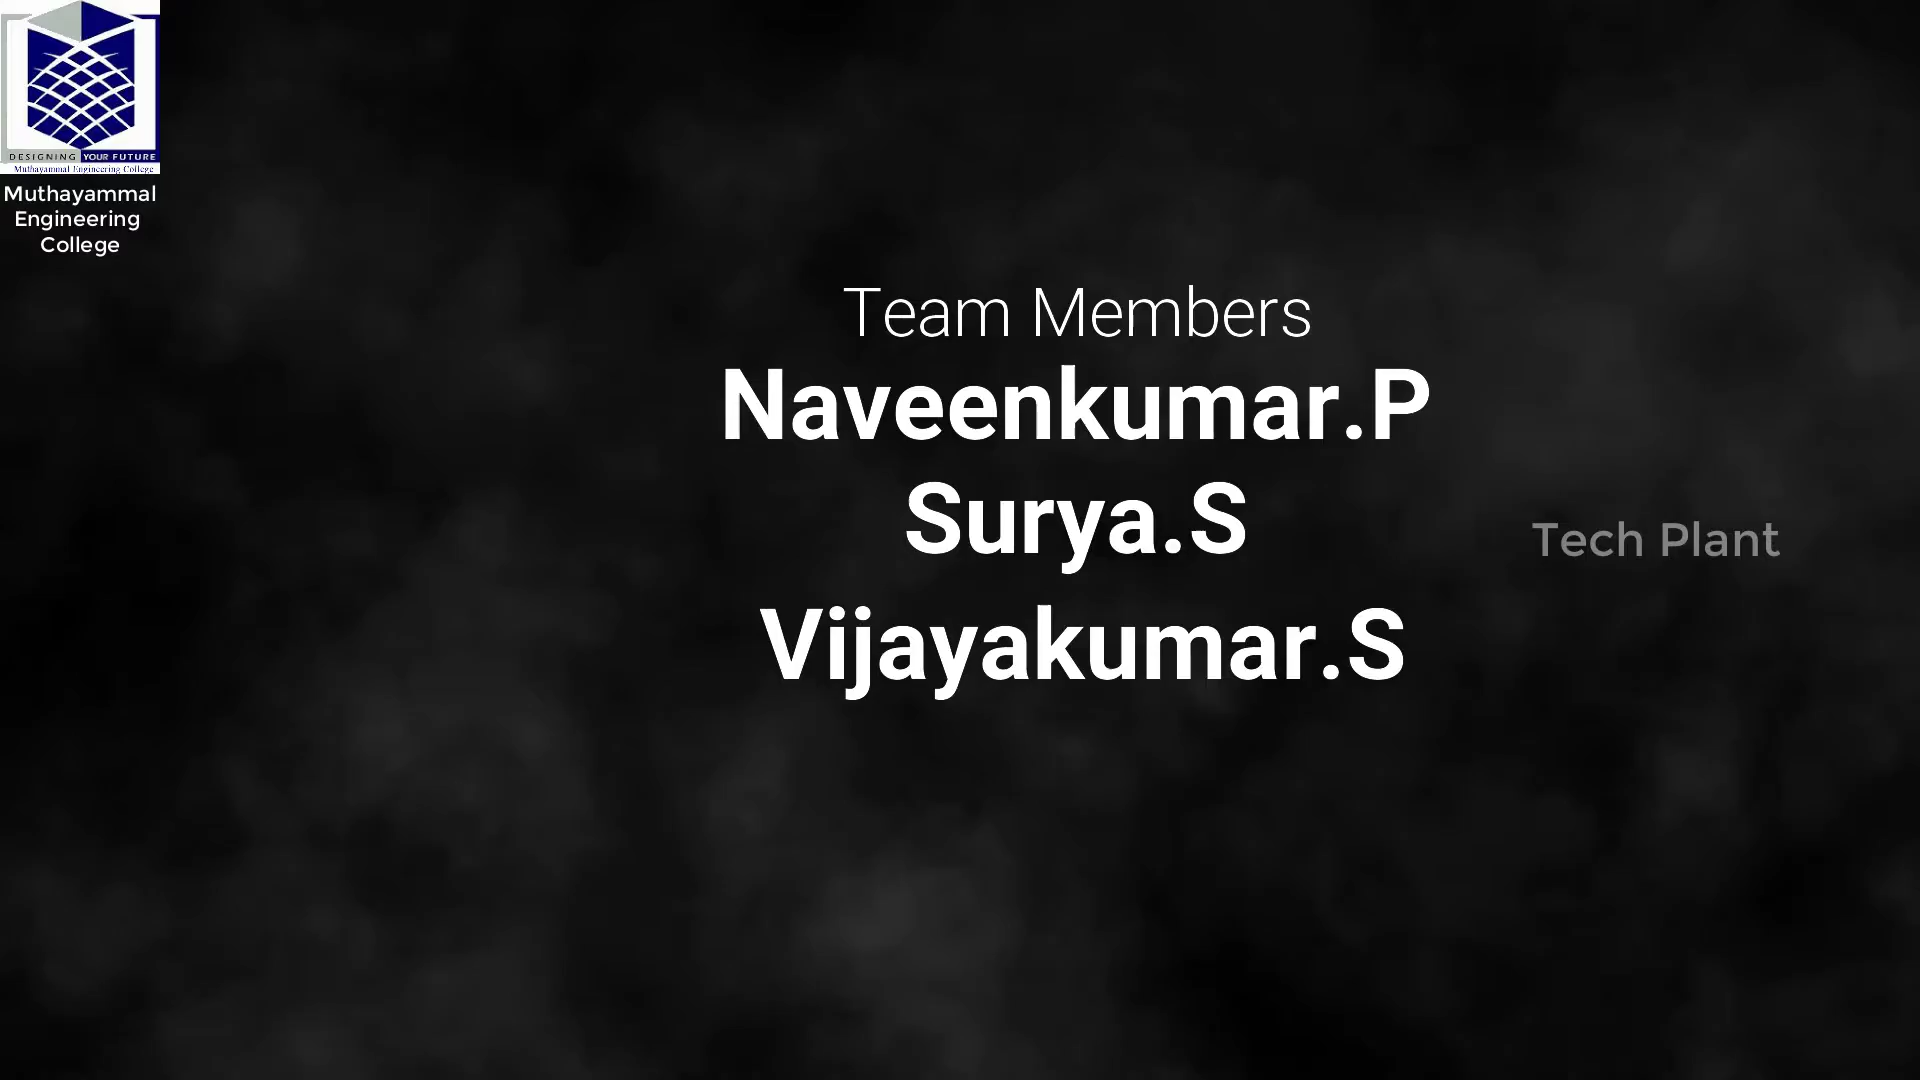 DESIGNING YOUR FUTURE
Muthayammal Engineering College
Muthayammal
Engineering
College
Team Members
Naveenkumar.P
Surya.S
Tech Plant
Vijayakumar.S